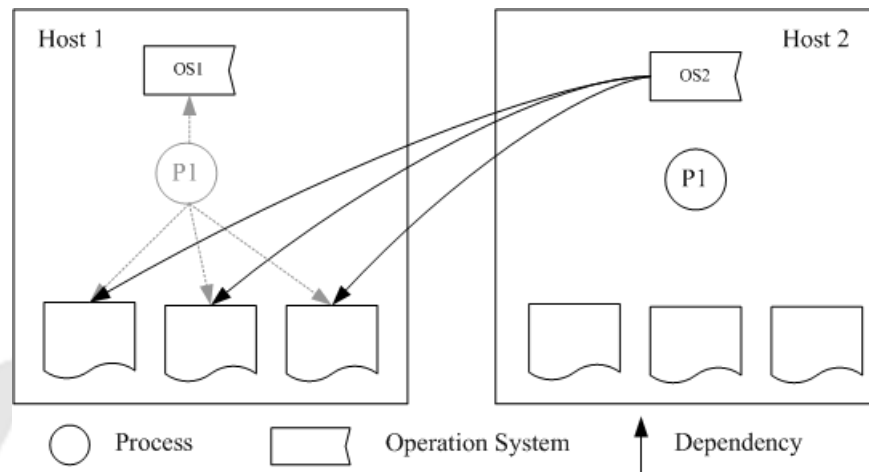 Host 1
Host 2
OS1
OS2
P1
P1
Process
Operation System
Dependency